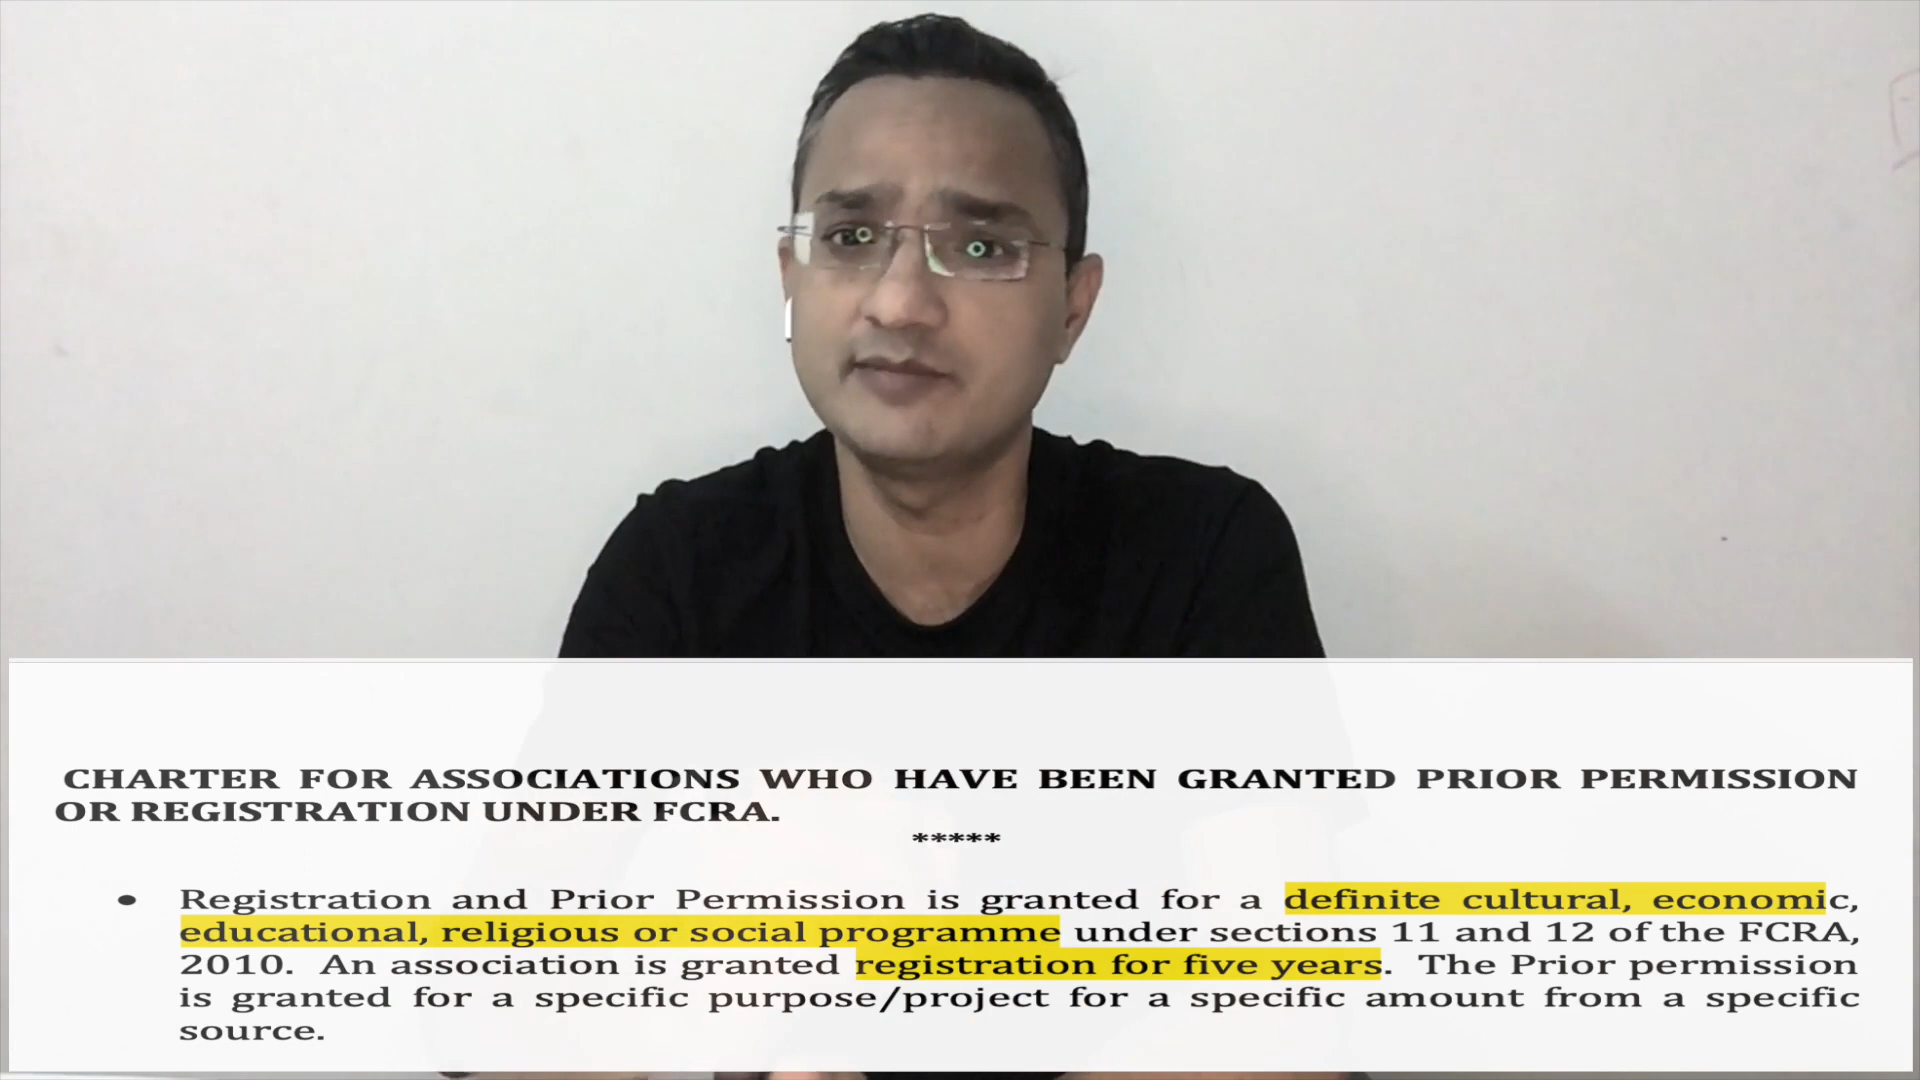 CHARTER FOR ASSOCIATIONS WHO HAVE BEEN GRANTED PRIOR PERMISSION
OR REGISTRATION UNDER FCRA.
*****
• Registration and Prior Permission is granted for a definite cultural, economic,
educational, religious or social programme under sections 11 and 12 of the FCRA,
2010. An association is granted registration for five years. The Prior permission
is granted for a specific purpose/project for a specific amount from a specific
source.